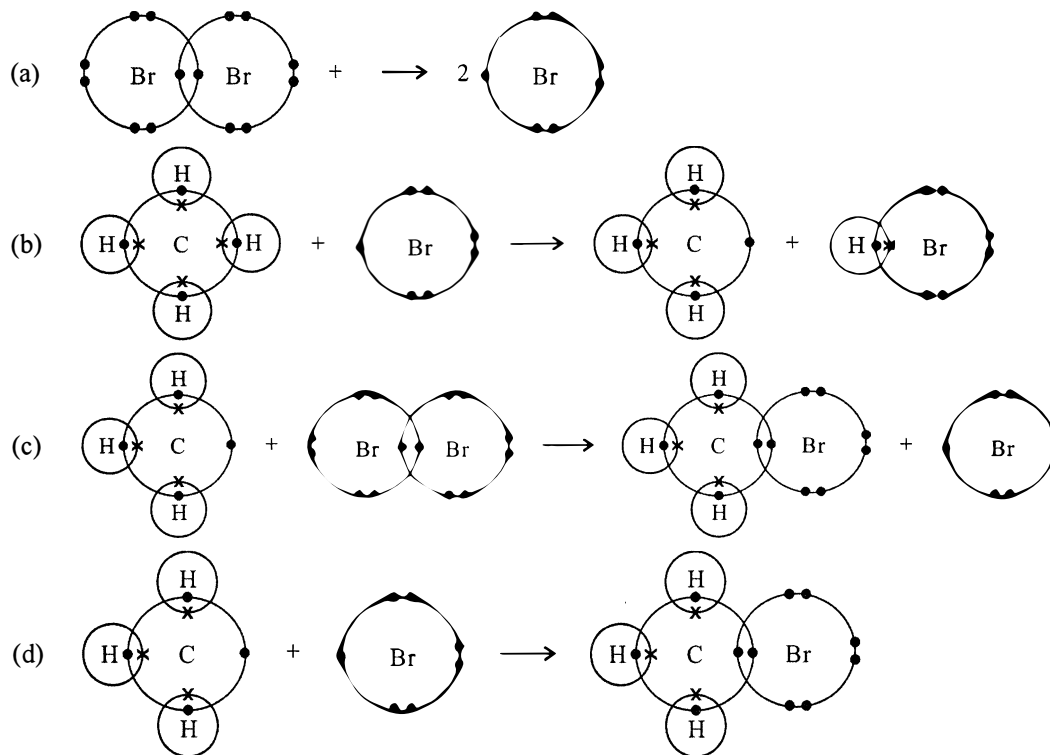 (a) Br Br + → 2 Br
H
(b) H C H + Br → H C + H Br
H
H
H
H
(c) H C + Br Br → H C Br + Br
H
H
H
H
(d) H C + Br → H C Br
H
H
H
H